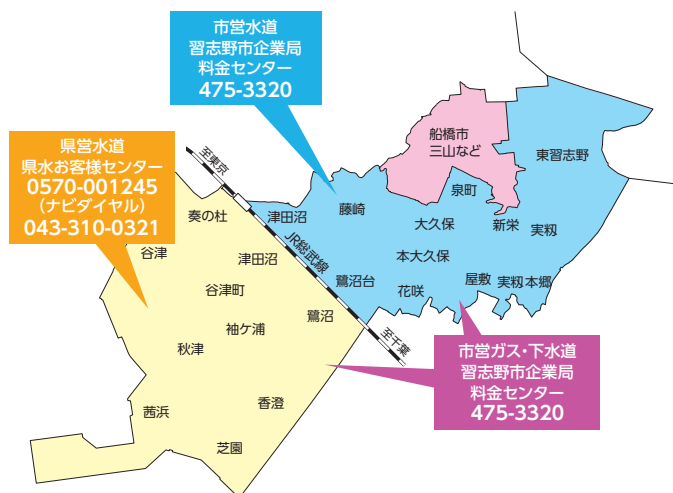 市営水道
習志野市企業局
料金センター
475-3320
県営水道
県水お客様センター
0570-001245
（ナビダイヤル）
043-310-0321
市営ガス・下水道
習志野市企業局
料金センター
475-3320
船橋市
三山など
東習志野
泉町
藤崎
津田沼
大久保
新栄
実籾
本大久保
屋敷
実籾本郷
花咲
鷺沼台
至東京
JR総武線
至千葉
奏の杜
谷津
津田沼
谷津町
鷺沼
袖ケ浦
秋津
香澄
茜浜
芝園